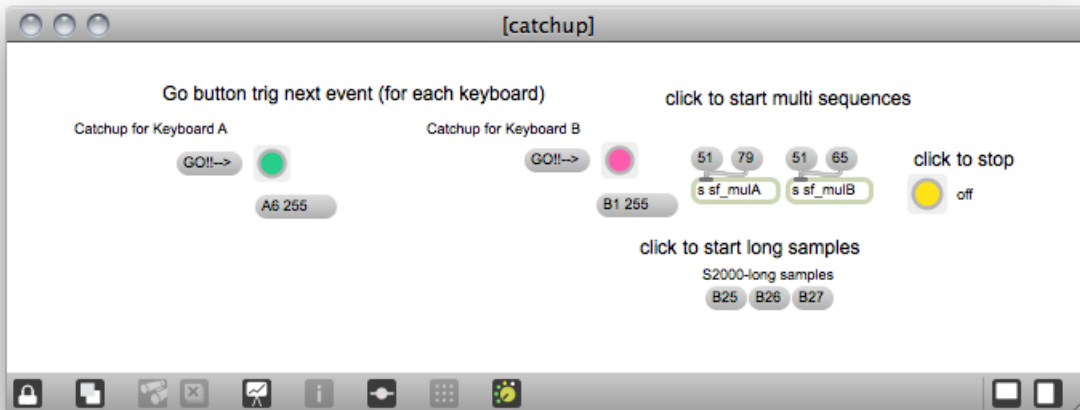 [catchup]
Go button trig next event (for each keyboard)
click to start multi sequences
Catchup for Keyboard A
Catchup for Keyboard B
GO!!-->
GO!!-->
51 79 51 65
click to stop
s sf_mulA
s sf_mulB
off
A6 255
B1 255
click to start long samples
S2000-long samples
B25 B26 B27